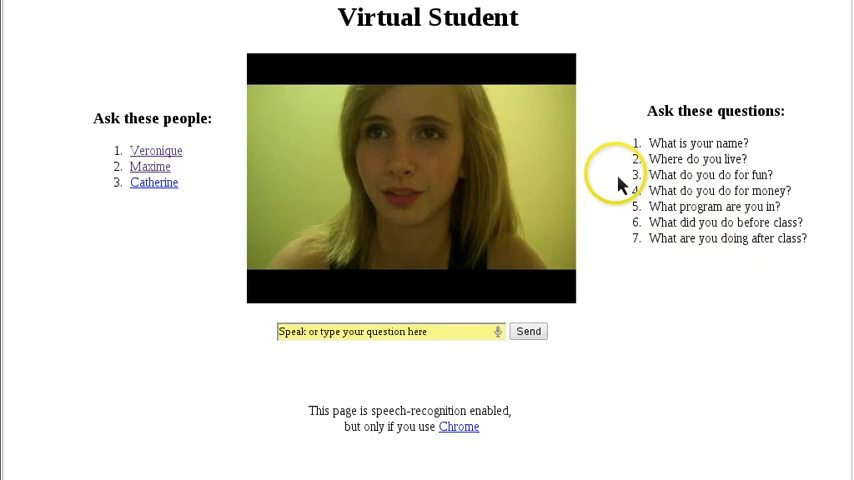 Virtual Student
Ask these people:
1. Veronique
2. Maxime
3. Catherine
Ask these questions:
1. What is your name?
2. Where do you live?
3. What do you do for fun?
4. What do you do for money?
5. What program are you in?
6. What did you do before class?
7. What are you doing after class?
Speak or type your question here
Send
This page is speech-recognition enabled,
but only if you use Chrome